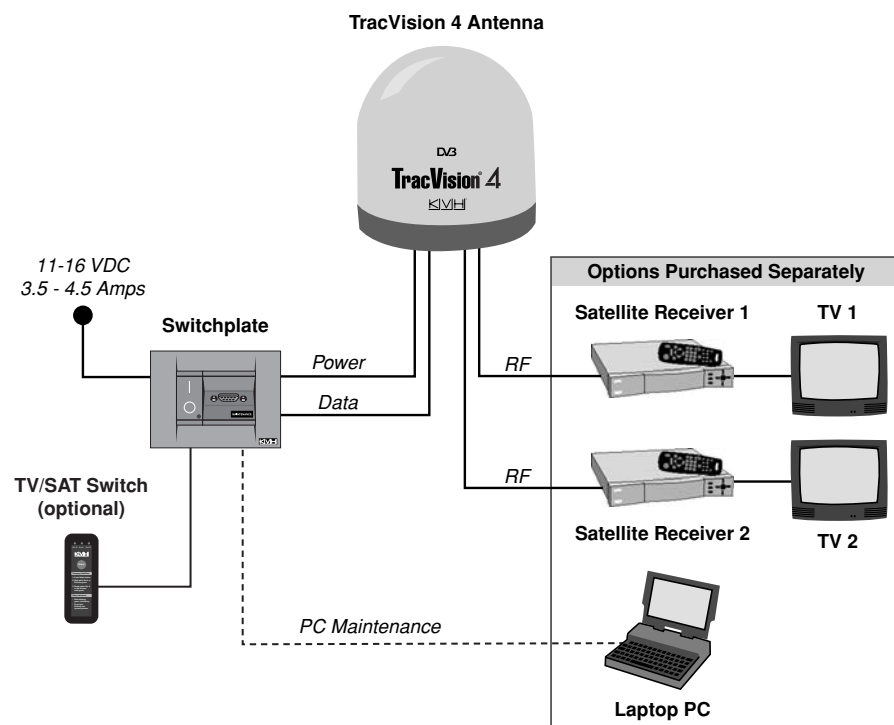 TracVision 4 Antenna
DVB
TracVision® 4
KVH
11-16 VDC
3.5 - 4.5 Amps
Switchplate
Power
Data
KVH
RF
RF
Options Purchased Separately
Satellite Receiver 1
TV 1
Satellite Receiver 2
TV 2
TV/SAT Switch
(optional)
KVH
PC Maintenance
Laptop PC